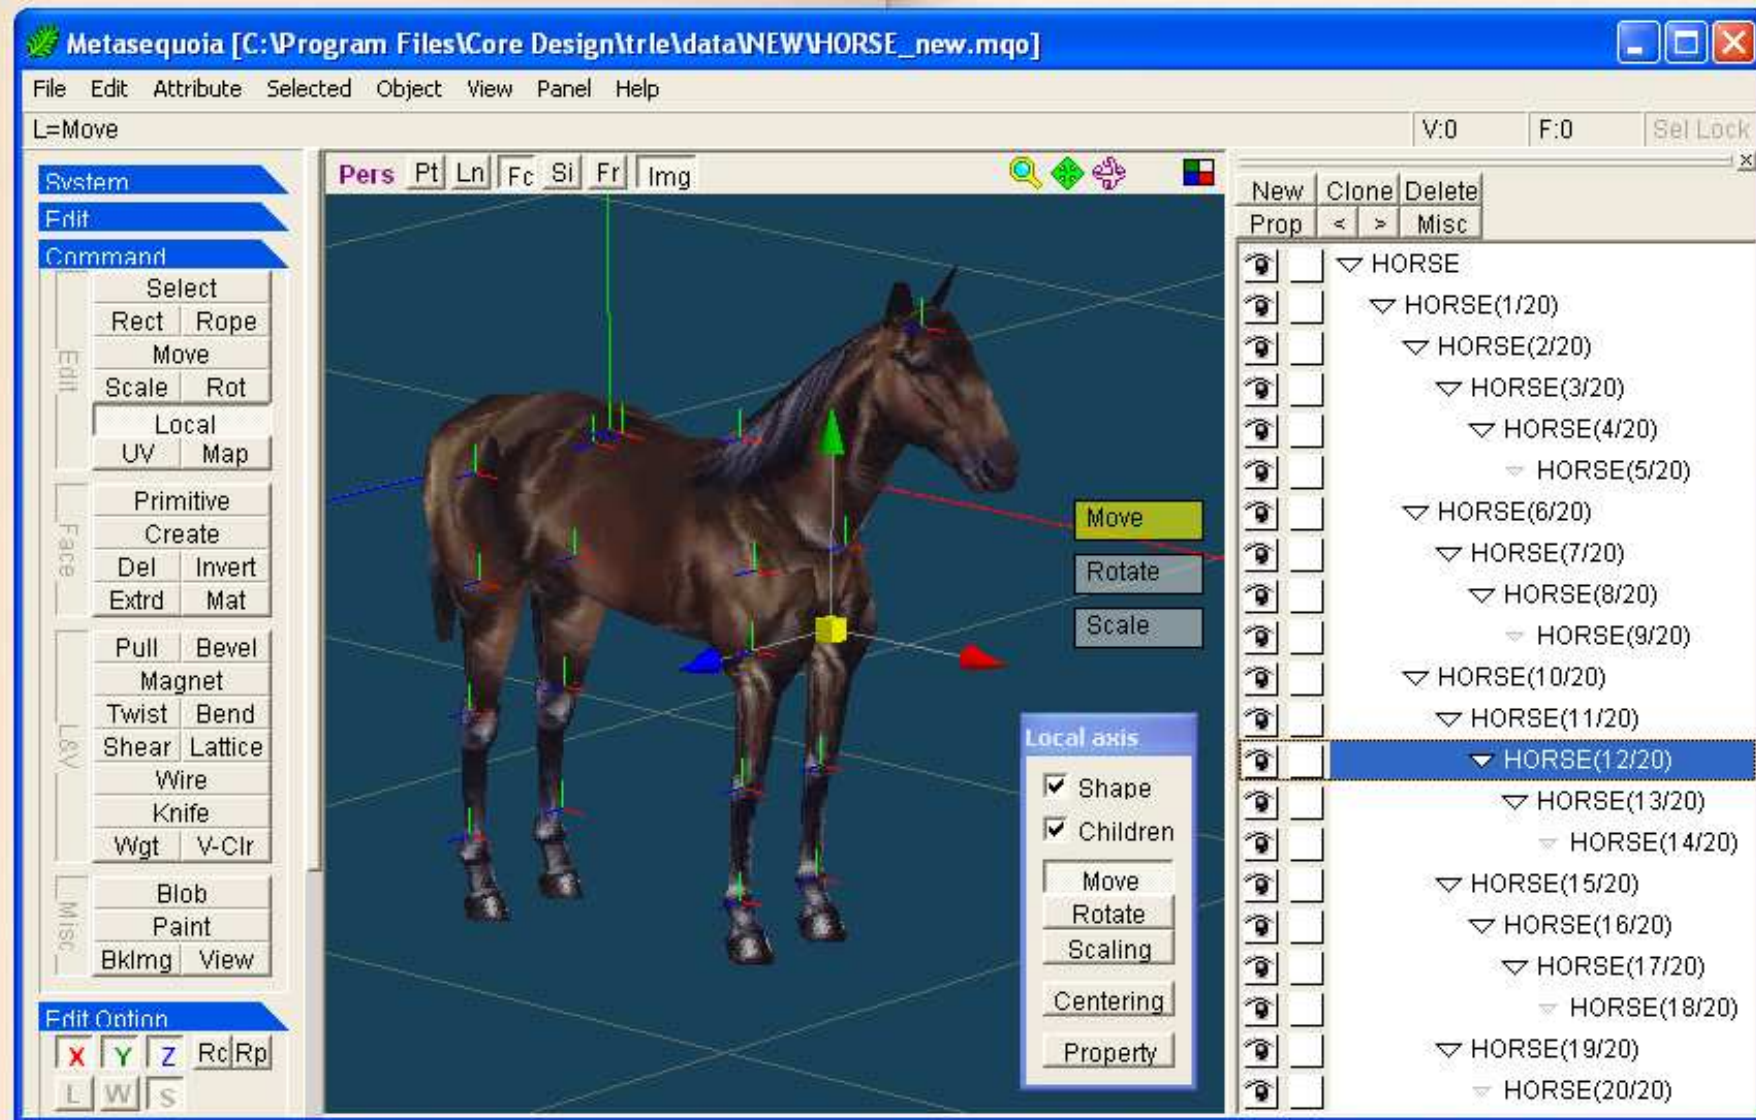 Metasequoia [C:\Program Files\Core Design\trle\data\NEW\HORSE_new.mqo]
File Edit Attribute Selected Object View Panel Help
L=Move V:0 F:0 Sel Lock
System
Edit
Command
Edit
Select
Rect Rope
Move
Scale Rot
Local
UV Map
Face
Primitive
Create
Del Invert
Extrd Mat
L&V
Pull Bevel
Magnet
Twist Bend
Shear Lattice
Wire
Knife
Wgt V-Clr
Misc
Blob
Paint
BkImg View
Edit Option
X Y Z Rc Rp
L W S
Pers Pt Ln Fc Si Fr Img
Move
Rotate
Scale
Local axis
Shape
Children
Move
Rotate
Scaling
Centering
Property
New Clone Delete
Prop < > Misc
HORSE
HORSE(1/20)
HORSE(2/20)
HORSE(3/20)
HORSE(4/20)
HORSE(5/20)
HORSE(6/20)
HORSE(7/20)
HORSE(8/20)
HORSE(9/20)
HORSE(10/20)
HORSE(11/20)
HORSE(12/20)
HORSE(13/20)
HORSE(14/20)
HORSE(15/20)
HORSE(16/20)
HORSE(17/20)
HORSE(18/20)
HORSE(19/20)
HORSE(20/20)